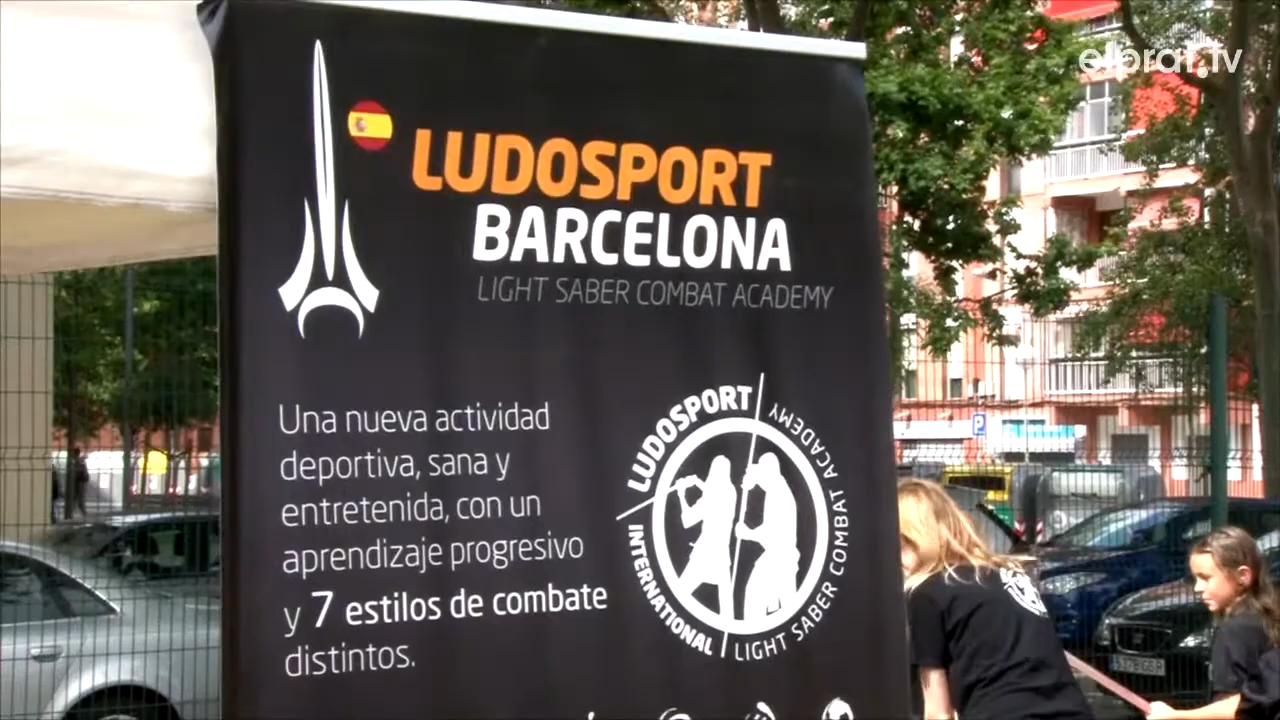 elprat.tv
LUDOSPORT
BARCELONA
LIGHT SABER COMBAT ACADEMY
Una nueva actividad
deportiva, sana y
entretenida, con un
aprendizaje progresivo
y 7 estilos de combate
distintos.
LUDOSPORT
INTERNATIONAL
LIGHT SABER COMBAT ACADEMY
P